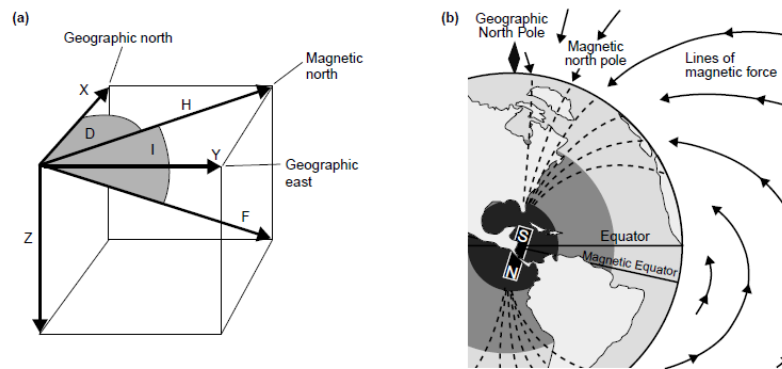 (a)
Geographic north
X
H
Magnetic
north
D
I
Y
Geographic
east
F
Z
(b)
Geographic
North Pole
Magnetic
north pole
Lines of
magnetic force
S
N
Equator
Magnetic Equator